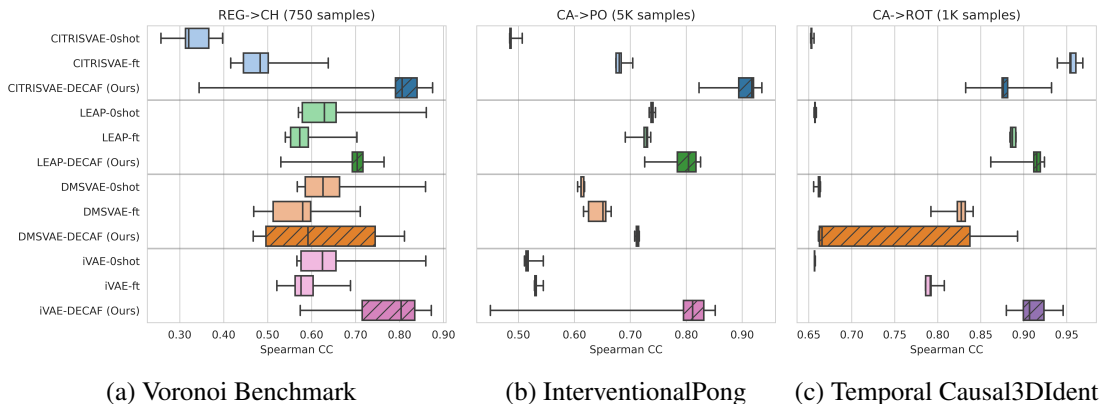 REG->CH (750 samples)
CA->PO (5K samples)
CA->ROT (1K samples)
CITRISVAE-0shot
CITRISVAE-ft
CITRISVAE-DECAF (Ours)
LEAP-0shot
LEAP-ft
LEAP-DECAF (Ours)
DMSVAE-0shot
DMSVAE-ft
DMSVAE-DECAF (Ours)
iVAE-0shot
iVAE-ft
iVAE-DECAF (Ours)
0.30 0.40 0.50 0.60 0.70 0.80 0.90
0.50 0.60 0.70 0.80 0.90
0.65 0.70 0.75 0.80 0.85 0.90 0.95
Spearman CC
Spearman CC
Spearman CC
(a) Voronoi Benchmark
(b) InterventionalPong
(c) Temporal Causal3DIdent